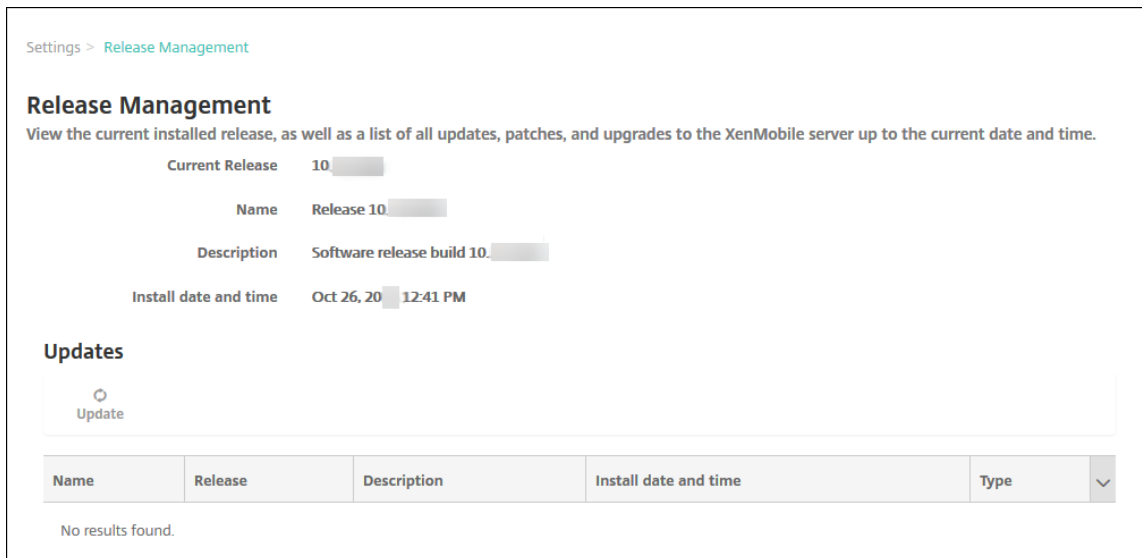 Settings > Release Management
Release Management
View the current installed release, as well as a list of all updates, patches, and upgrades to the XenMobile server up to the current date and time.
Current Release 10.
Name Release 10.
Description Software release build 10.
Install date and time Oct 26, 20 12:41 PM
Updates
Update
Name Release Description Install date and time Type
No results found.